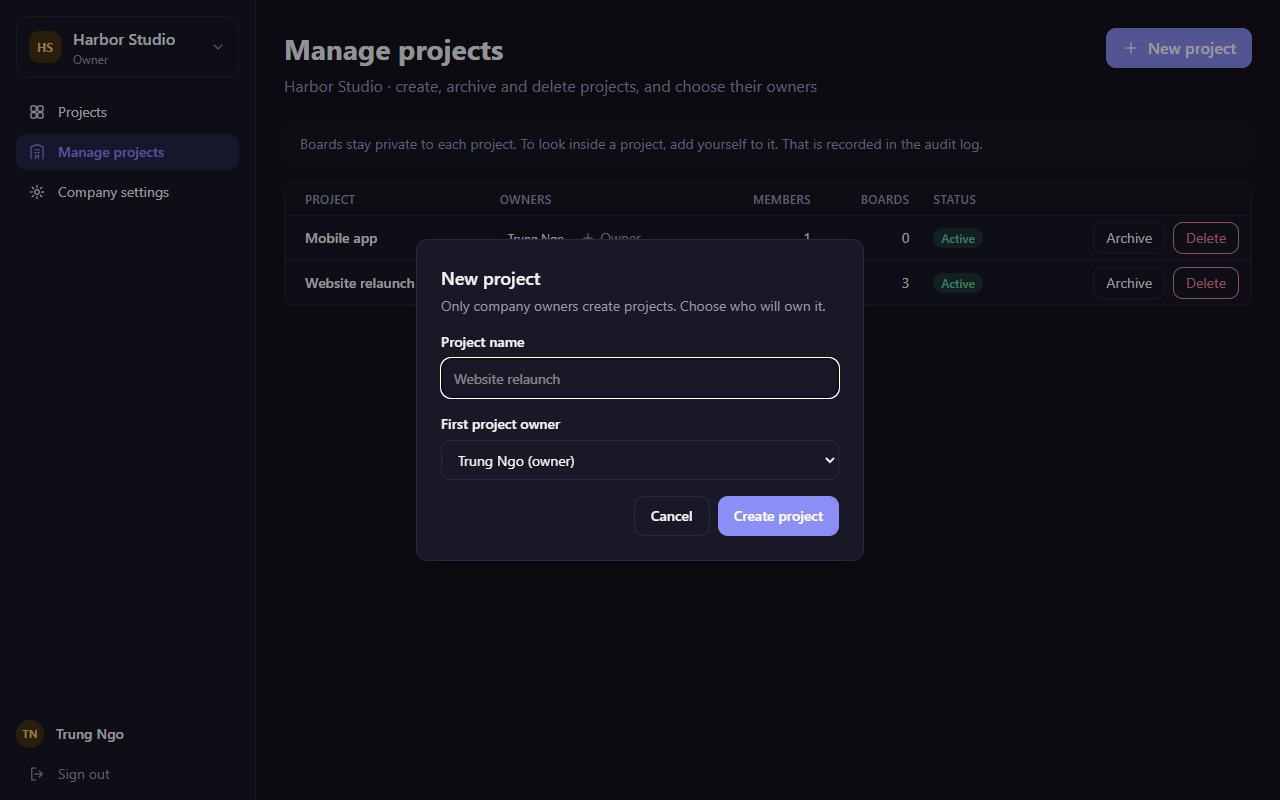 HS
Harbor Studio
Owner
Projects
Manage projects
Company settings
Trung Ngo
TN
Sign out
Manage projects
New project
Harbor Studio · create, archive and delete projects, and choose their owners
Boards stay private to each project. To look inside a project, add yourself to it. That is recorded in the audit log.
PROJECT OWNERS MEMBERS BOARDS STATUS
Mobile app Trung Ngo + Owner 1 0 Active Archive Delete
Website relaunch 3 Active Archive Delete
New project
Only company owners create projects. Choose who will own it.
Project name
Website relaunch
First project owner
Trung Ngo (owner)
Cancel Create project